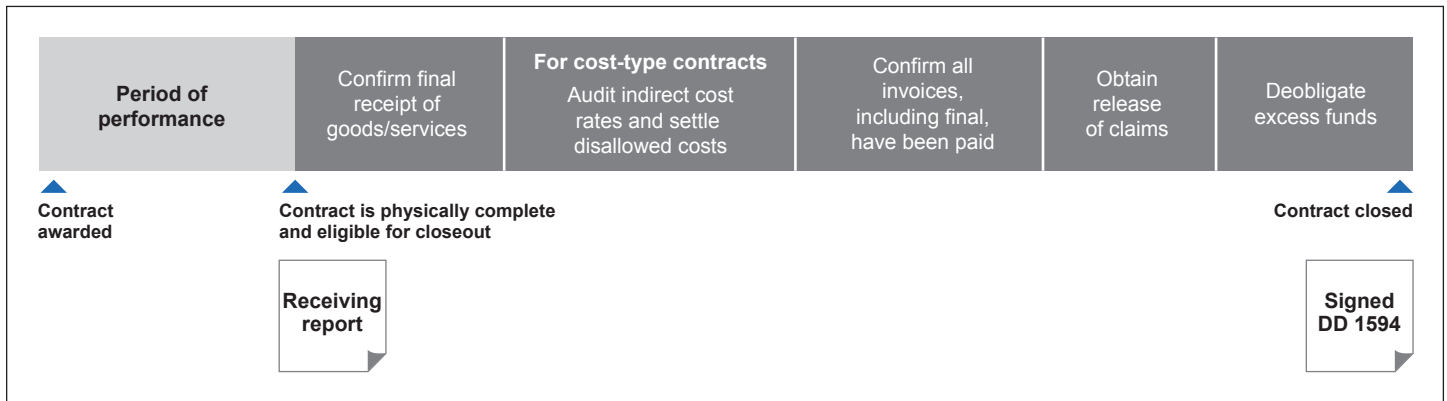 Period of
performance
Confirm final
receipt of
goods/services
For cost-type contracts
Audit indirect cost
rates and settle
disallowed costs
Confirm all
invoices,
including final,
have been paid
Obtain
release
of claims
Deobligate
excess funds
Contract
awarded
Contract is physically complete
and eligible for closeout
Contract closed
Receiving
report
Signed
DD 1594